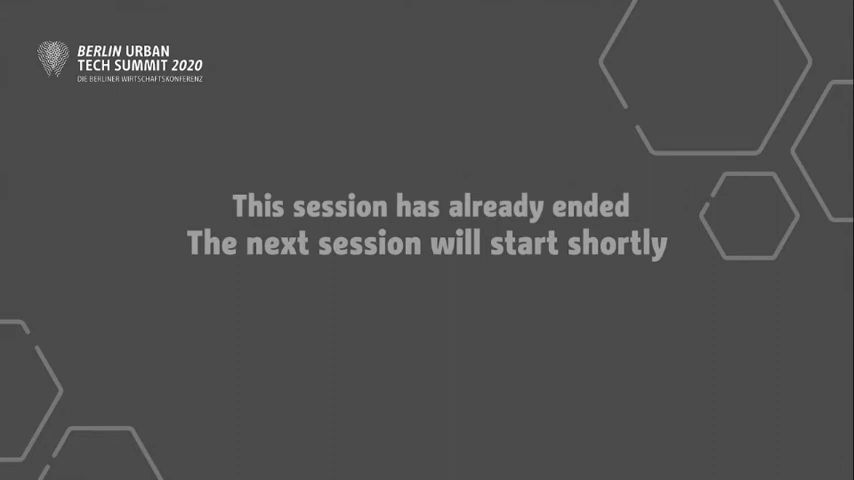 BERLIN URBAN
TECH SUMMIT 2020
DIE BERLINER WIRTSCHAFTSKONFERENZ
This session has already ended
The next session will start shortly